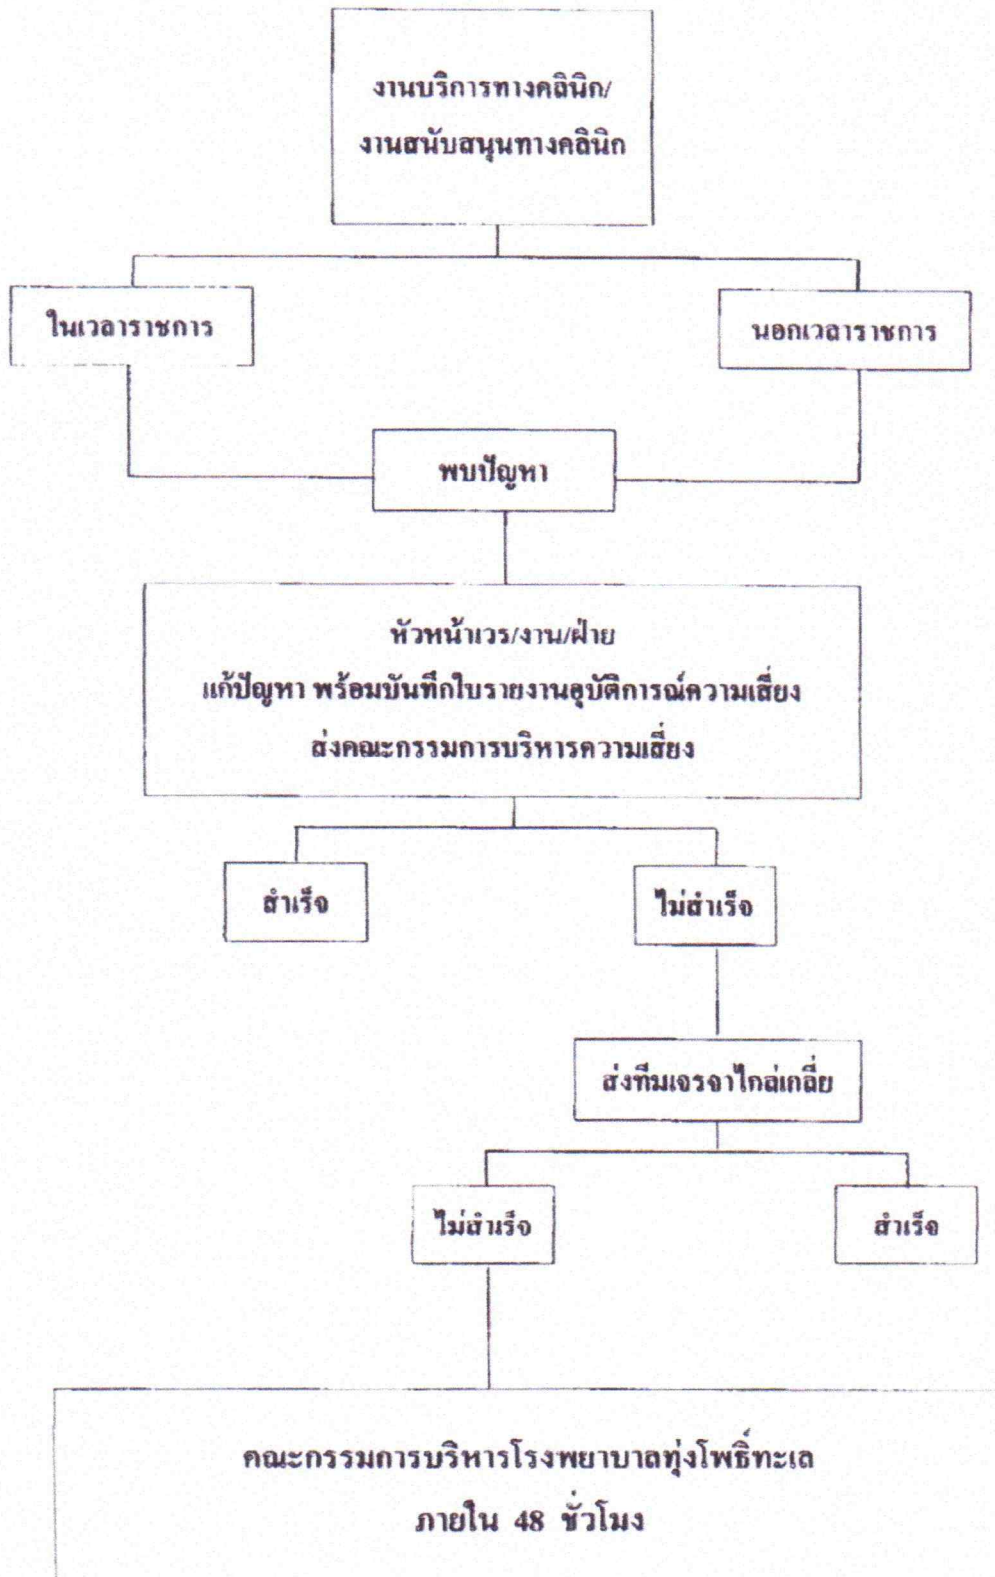 งานบริการทางคลินิก/
งานสนับสนุนทางคลินิก
ในเวลาราชการ
นอกเวลาราชการ
พบปัญหา
หัวหน้าเวร/งาน/ฝ่าย
แก้ปัญหา พร้อมบันทึกใบรายงานอุบัติการณ์ความเสี่ยง
ส่งคณะกรรมการบริหารความเสี่ยง
สำเร็จ
ไม่สำเร็จ
ส่งทีมเจรจาไกล่เกลี่ย
ไม่สำเร็จ
สำเร็จ
คณะกรรมการบริหารโรงพยาบาลทุ่งโพธิ์ทะเล
ภายใน 48 ชั่วโมง